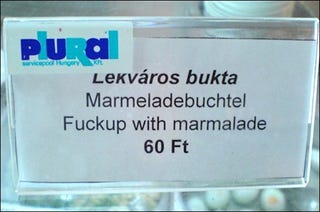 plural
servicepool Hungary Kft.
Lekváros bukta
Marmeladebuchtel
Fuckup with marmalade
60 Ft